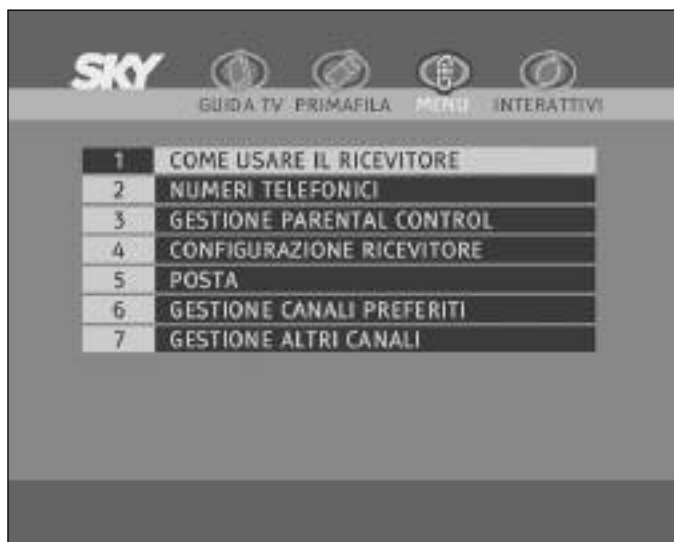 SKY
GUIDA TV PRIMAFILA MENU INTERATTIVI
1 COME USARE IL RICEVITORE
2 NUMERI TELEFONICI
3 GESTIONE PARENTAL CONTROL
4 CONFIGURAZIONE RICEVITORE
5 POSTA
6 GESTIONE CANALI PREFERITI
7 GESTIONE ALTRI CANALI